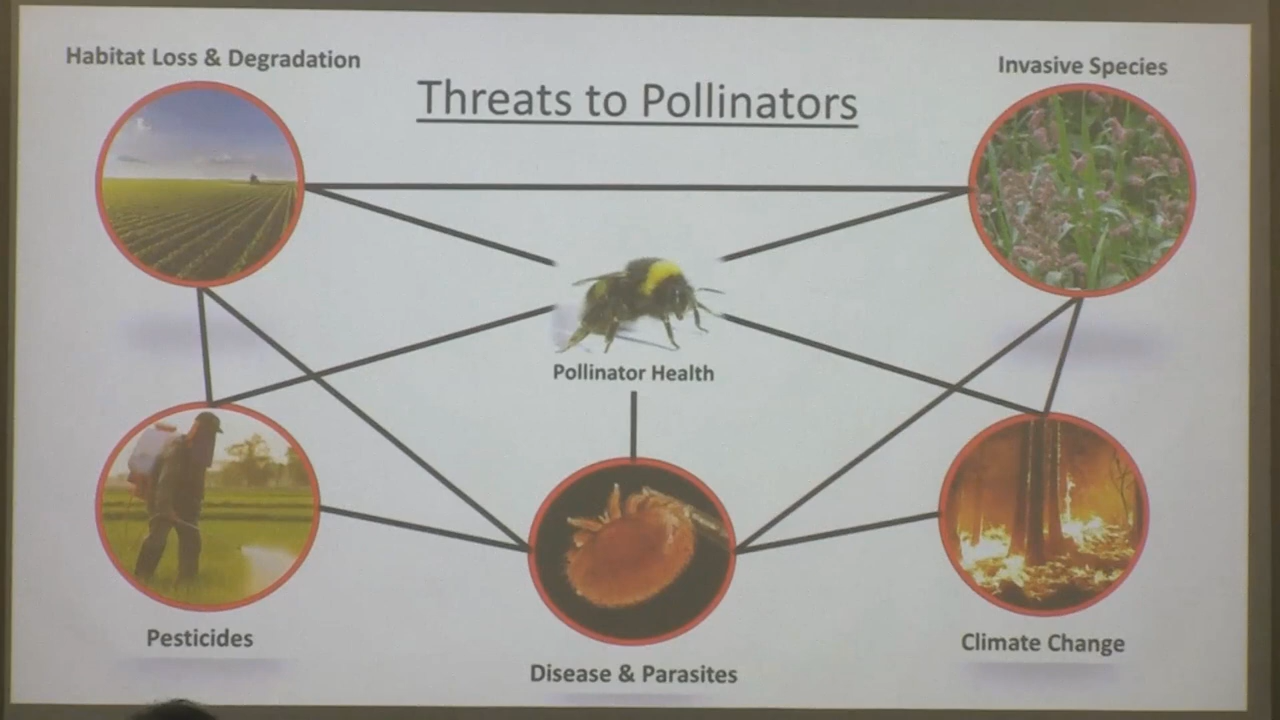 Habitat Loss & Degradation
Threats to Pollinators
Invasive Species
Pollinator Health
Pesticides
Disease & Parasites
Climate Change